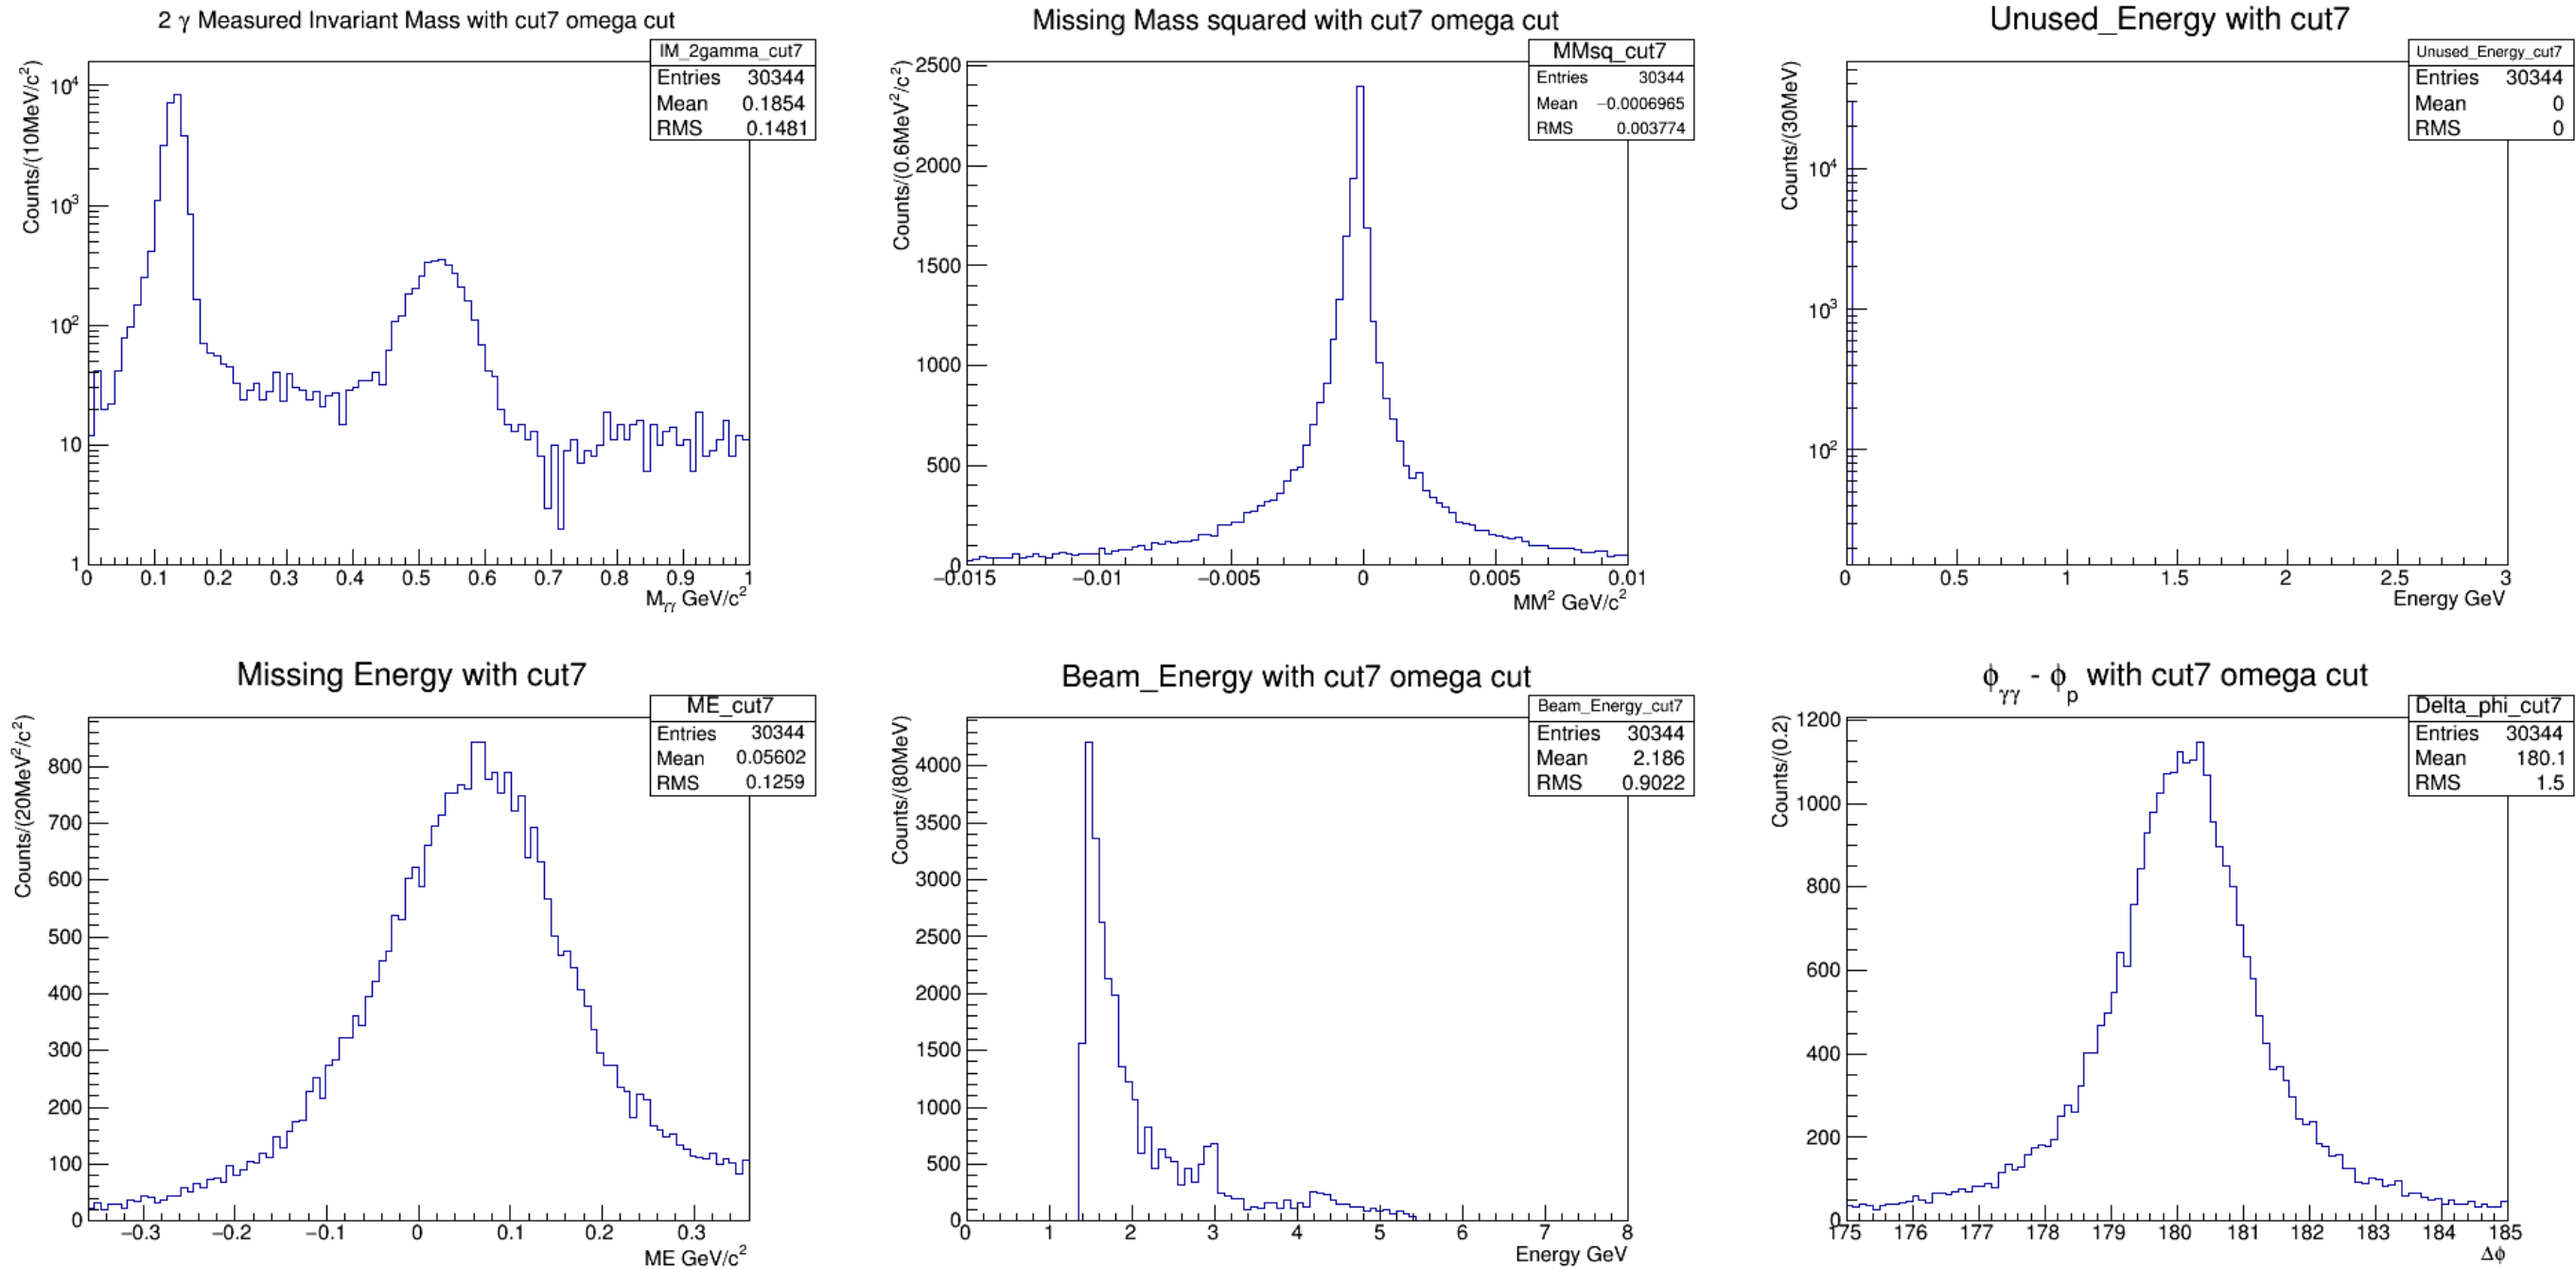 2 γ Measured Invariant Mass with cut7 omega cut
IM_2gamma_cut7
Entries 30344
Mean 0.1854
RMS 0.1481
Counts/(10MeV/c²)
10⁴
10³
10²
10
1
0 0.1 0.2 0.3 0.4 0.5 0.6 0.7 0.8 0.9 1
Mγγ GeV/c²
Missing Mass squared with cut7 omega cut
MMsq_cut7
Entries 30344
Mean −0.0006965
RMS 0.003774
Counts/(0.6MeV²/c²)
2500
2000
1500
1000
500
0
−0.015 −0.01 −0.005 0 0.005 0.01
MM² GeV/c²
Unused_Energy with cut7
Unused_Energy_cut7
Entries 30344
Mean 0
RMS 0
Counts/(30MeV)
10⁴
10³
10²
0 0.5 1 1.5 2 2.5 3
Energy GeV
Missing Energy with cut7
ME_cut7
Entries 30344
Mean 0.05602
RMS 0.1259
Counts/(20MeV²/c²)
800
700
600
500
400
300
200
100
0
−0.3 −0.2 −0.1 0 0.1 0.2 0.3
ME GeV/c²
Beam_Energy with cut7 omega cut
Beam_Energy_cut7
Entries 30344
Mean 2.186
RMS 0.9022
Counts/(80MeV)
4000
3500
3000
2500
2000
1500
1000
500
0
0 1 2 3 4 5 6 7 8
Energy GeV
ϕγγ - ϕp with cut7 omega cut
Delta_phi_cut7
Entries 30344
Mean 180.1
RMS 1.5
Counts/(0.2)
1200
1000
800
600
400
200
0
175 176 177 178 179 180 181 182 183 184 185
Δϕ